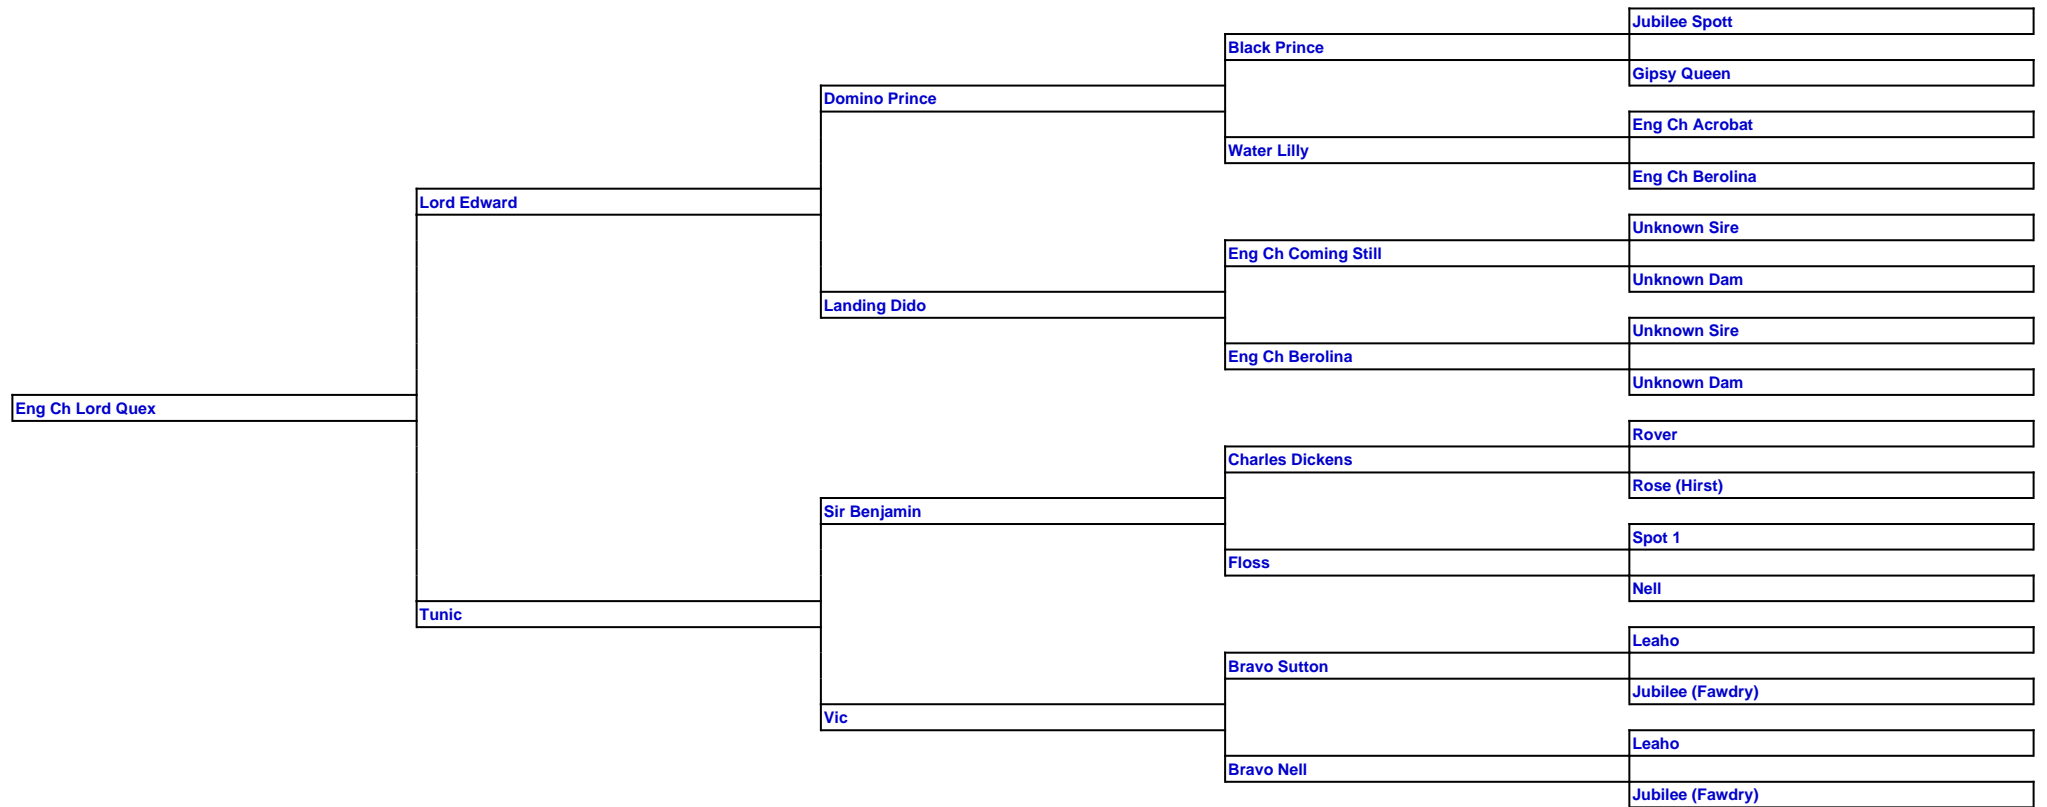 Jubilee Spott
Black Prince
Gipsy Queen
Domino Prince
Eng Ch Acrobat
Water Lilly
Eng Ch Berolina
Lord Edward
Unknown Sire
Eng Ch Coming Still
Unknown Dam
Landing Dido
Unknown Sire
Eng Ch Berolina
Unknown Dam
Eng Ch Lord Quex
Rover
Charles Dickens
Rose (Hirst)
Sir Benjamin
Spot 1
Floss
Nell
Tunic
Leaho
Bravo Sutton
Jubilee (Fawdry)
Vic
Leaho
Bravo Nell
Jubilee (Fawdry)